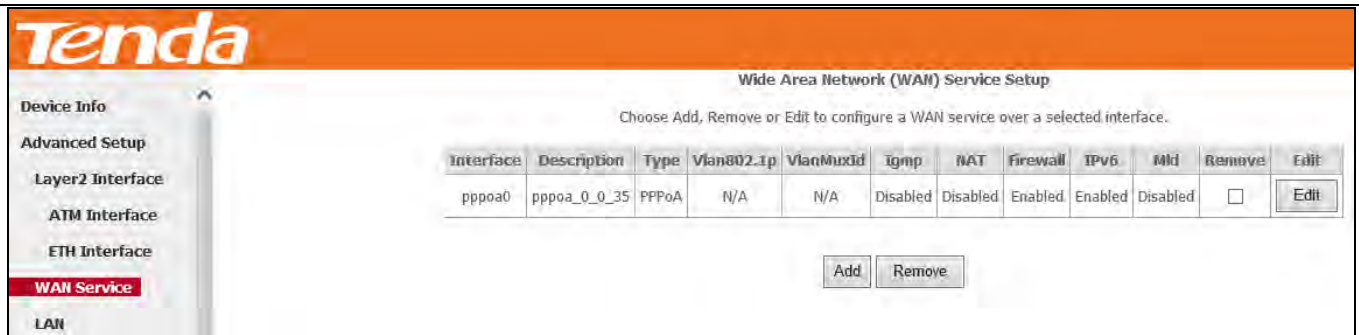 Tenda
Device Info
Advanced Setup
Layer2 Interface
ATM Interface
ETH Interface
WAN Service
LAN
Wide Area Network (WAN) Service Setup
Choose Add, Remove or Edit to configure a WAN service over a selected interface.
Interface Description Type Vlan802.1p VlanMuxId Igmp NAT Firewall IPv6 Mld Remove Edit
pppoa0 pppoa_0_0_35 PPPoA N/A N/A Disabled Disabled Enabled Enabled Disabled Edit
Add Remove